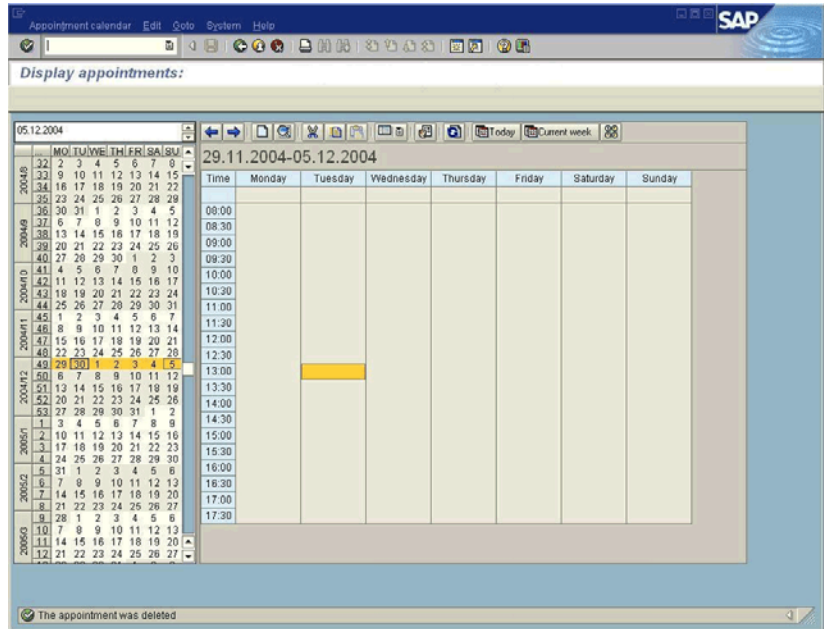 Appointment calendar Edit Goto System Help
SAP
Display appointments:
05.12.2004
Today Current week
29.11.2004-05.12.2004
MO TU WE TH FR SA SU
2004/8
32 2 3 4 5 6 7 8
33 9 10 11 12 13 14 15
34 16 17 18 19 20 21 22
35 23 24 25 26 27 28 29
2004/9
36 30 31 1 2 3 4 5
37 6 7 8 9 10 11 12
38 13 14 15 16 17 18 19
39 20 21 22 23 24 25 26
40 27 28 29 30 1 2 3
2004/10
41 4 5 6 7 8 9 10
42 11 12 13 14 15 16 17
43 18 19 20 21 22 23 24
44 25 26 27 28 29 30 31
2004/11
45 1 2 3 4 5 6 7
46 8 9 10 11 12 13 14
47 15 16 17 18 19 20 21
48 22 23 24 25 26 27 28
2004/12
49 29 30 1 2 3 4 5
50 6 7 8 9 10 11 12
51 13 14 15 16 17 18 19
52 20 21 22 23 24 25 26
53 27 28 29 30 31 1 2
2005/1
1 3 4 5 6 7 8 9
2 10 11 12 13 14 15 16
3 17 18 19 20 21 22 23
4 24 25 26 27 28 29 30
2005/2
5 31 1 2 3 4 5 6
6 7 8 9 10 11 12 13
7 14 15 16 17 18 19 20
8 21 22 23 24 25 26 27
2005/3
9 28 1 2 3 4 5 6
10 7 8 9 10 11 12 13
11 14 15 16 17 18 19 20
12 21 22 23 24 25 26 27
Time Monday Tuesday Wednesday Thursday Friday Saturday Sunday
08:00
08:30
09:00
09:30
10:00
10:30
11:00
11:30
12:00
12:30
13:00
13:30
14:00
14:30
15:00
15:30
16:00
16:30
17:00
17:30
The appointment was deleted